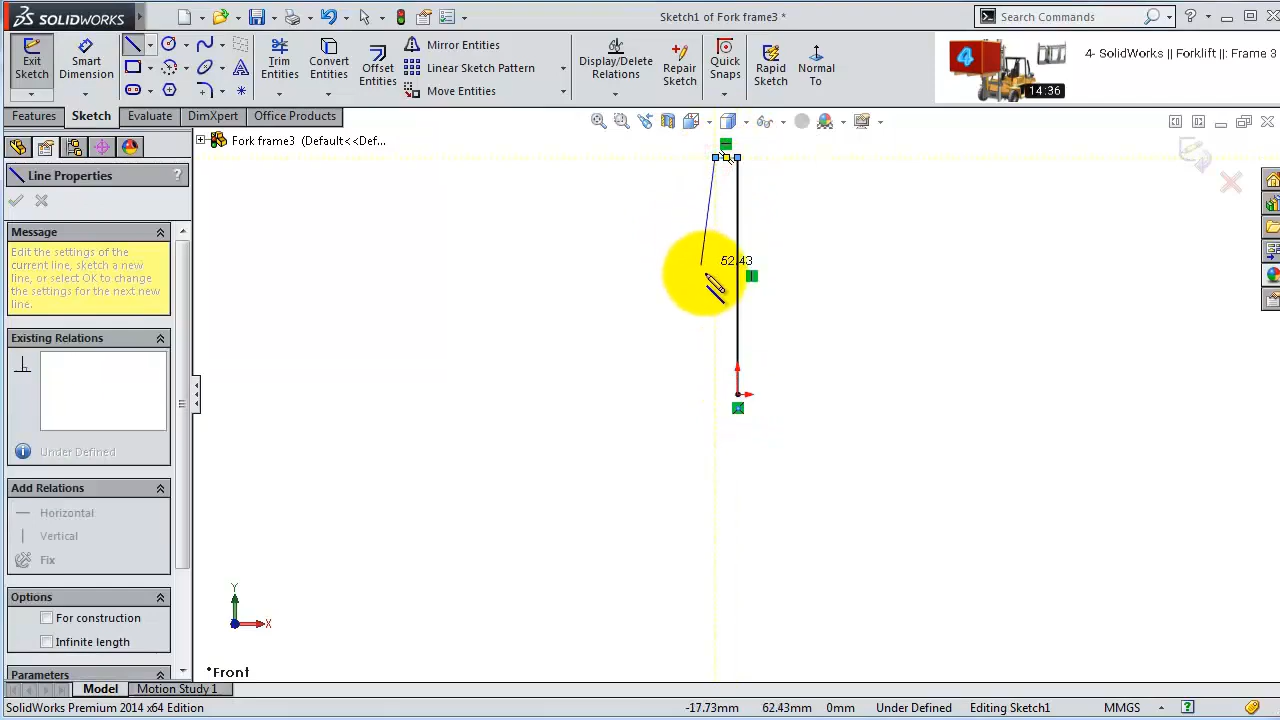 SOLIDWORKS
Sketch1 of Fork frame3 *
Search Commands
Exit Sketch
Smart Dimension
Trim Entities
Convert Entities
Offset Entities
Mirror Entities
Linear Sketch Pattern
Move Entities
Display/Delete Relations
Repair Sketch
Quick Snaps
Rapid Sketch
Normal To
4
14:36
4- SolidWorks || Forklift ||: Frame 3
Features
Sketch
Evaluate
DimXpert
Office Products
Fork frame3 (Default<<Def...
Line Properties
?
Message
Edit the settings of the
current line, sketch a new
line, or select OK to change
the settings for the next new
line.
Existing Relations
Under Defined
Add Relations
Horizontal
Vertical
Fix
Options
For construction
Infinite length
Parameters
52.43
Y
X
*Front
Model
Motion Study 1
SolidWorks Premium 2014 x64 Edition
-17.73mm
62.43mm
0mm
Under Defined
Editing Sketch1
MMGS
?